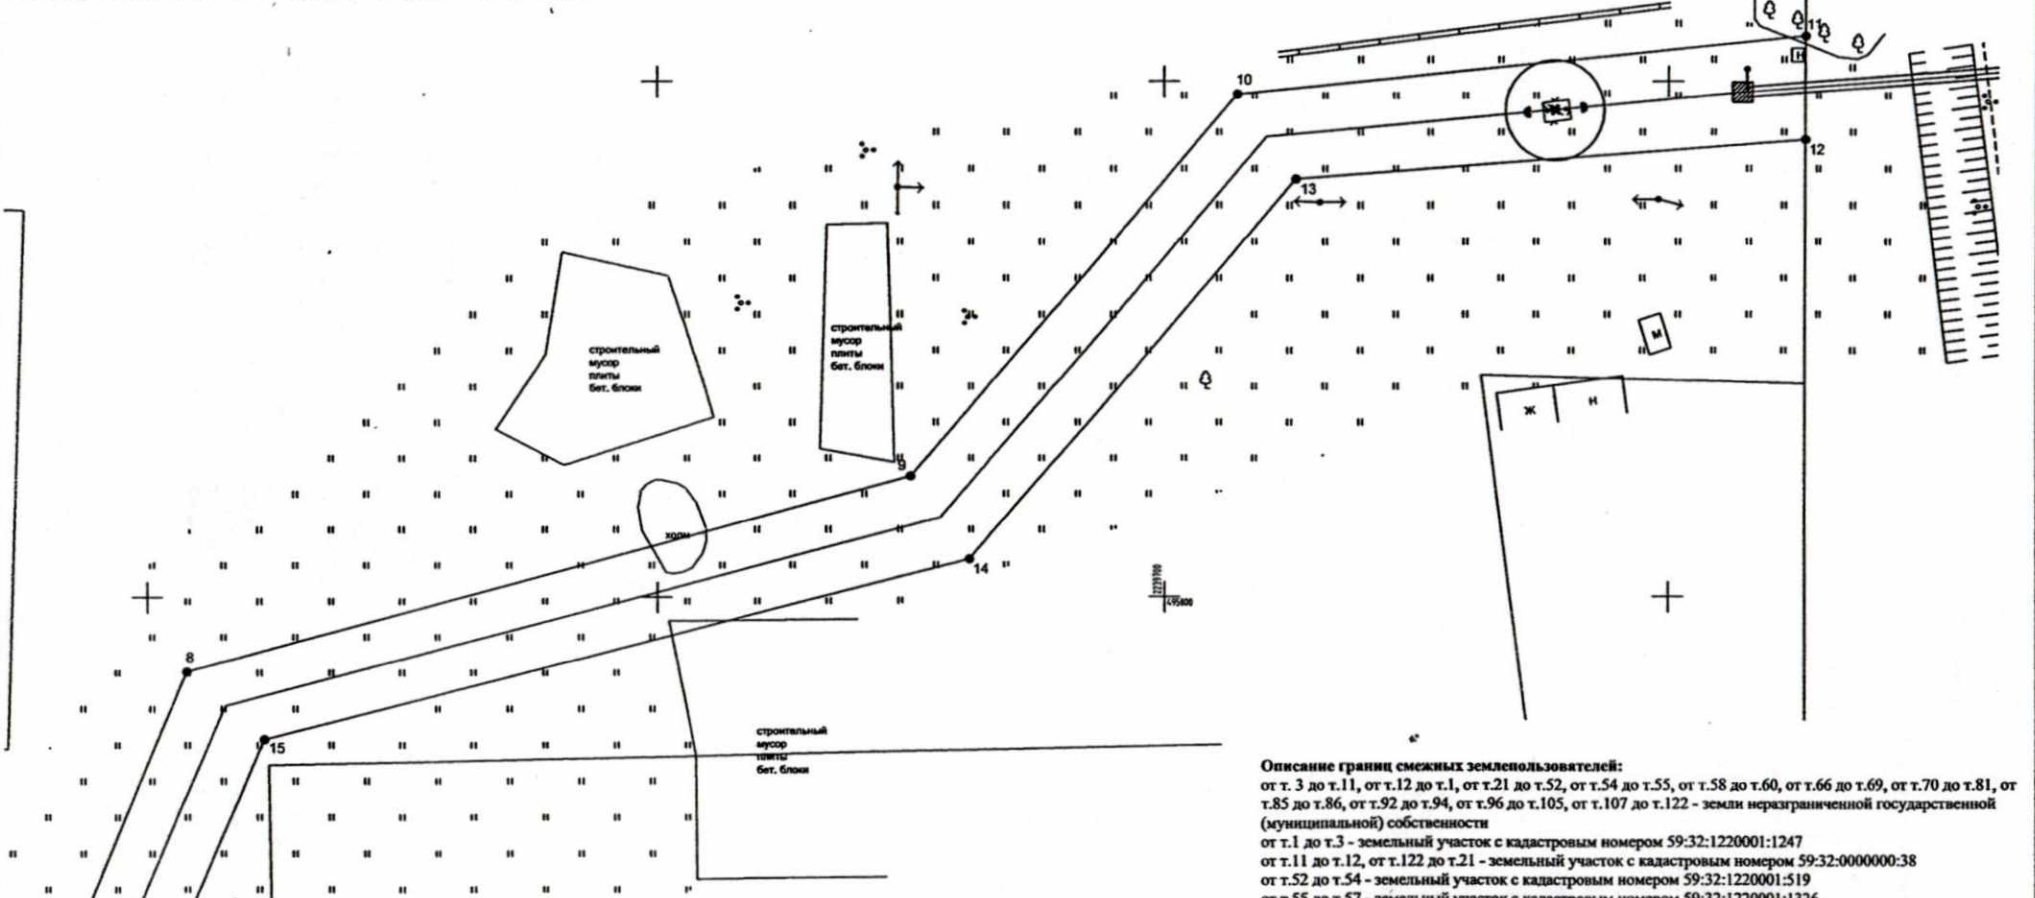 11
Н
10
12
13
строительный
мусор
плиты
бет. блоки
строительный
мусор
плиты
бет. блоки
М
Ж
Н
9
холм
14
2239700
495800
8
15
строительный
мусор
плиты
бет. блоки
Описание границ смежных землепользователей:
от т. 3 до т.11, от т.12 до т.1, от т.21 до т.52, от т.54 до т.55, от т.58 до т.60, от т.66 до т.69, от т.70 до т.81, от
т.85 до т.86, от т.92 до т.94, от т.96 до т.105, от т.107 до т.122 - земли неразграниченной государственной
(муниципальной) собственности
от т.1 до т.3 - земельный участок с кадастровым номером 59:32:1220001:1247
от т.11 до т.12, от т.122 до т.21 - земельный участок с кадастровым номером 59:32:0000000:38
от т.52 до т.54 - земельный участок с кадастровым номером 59:32:1220001:519